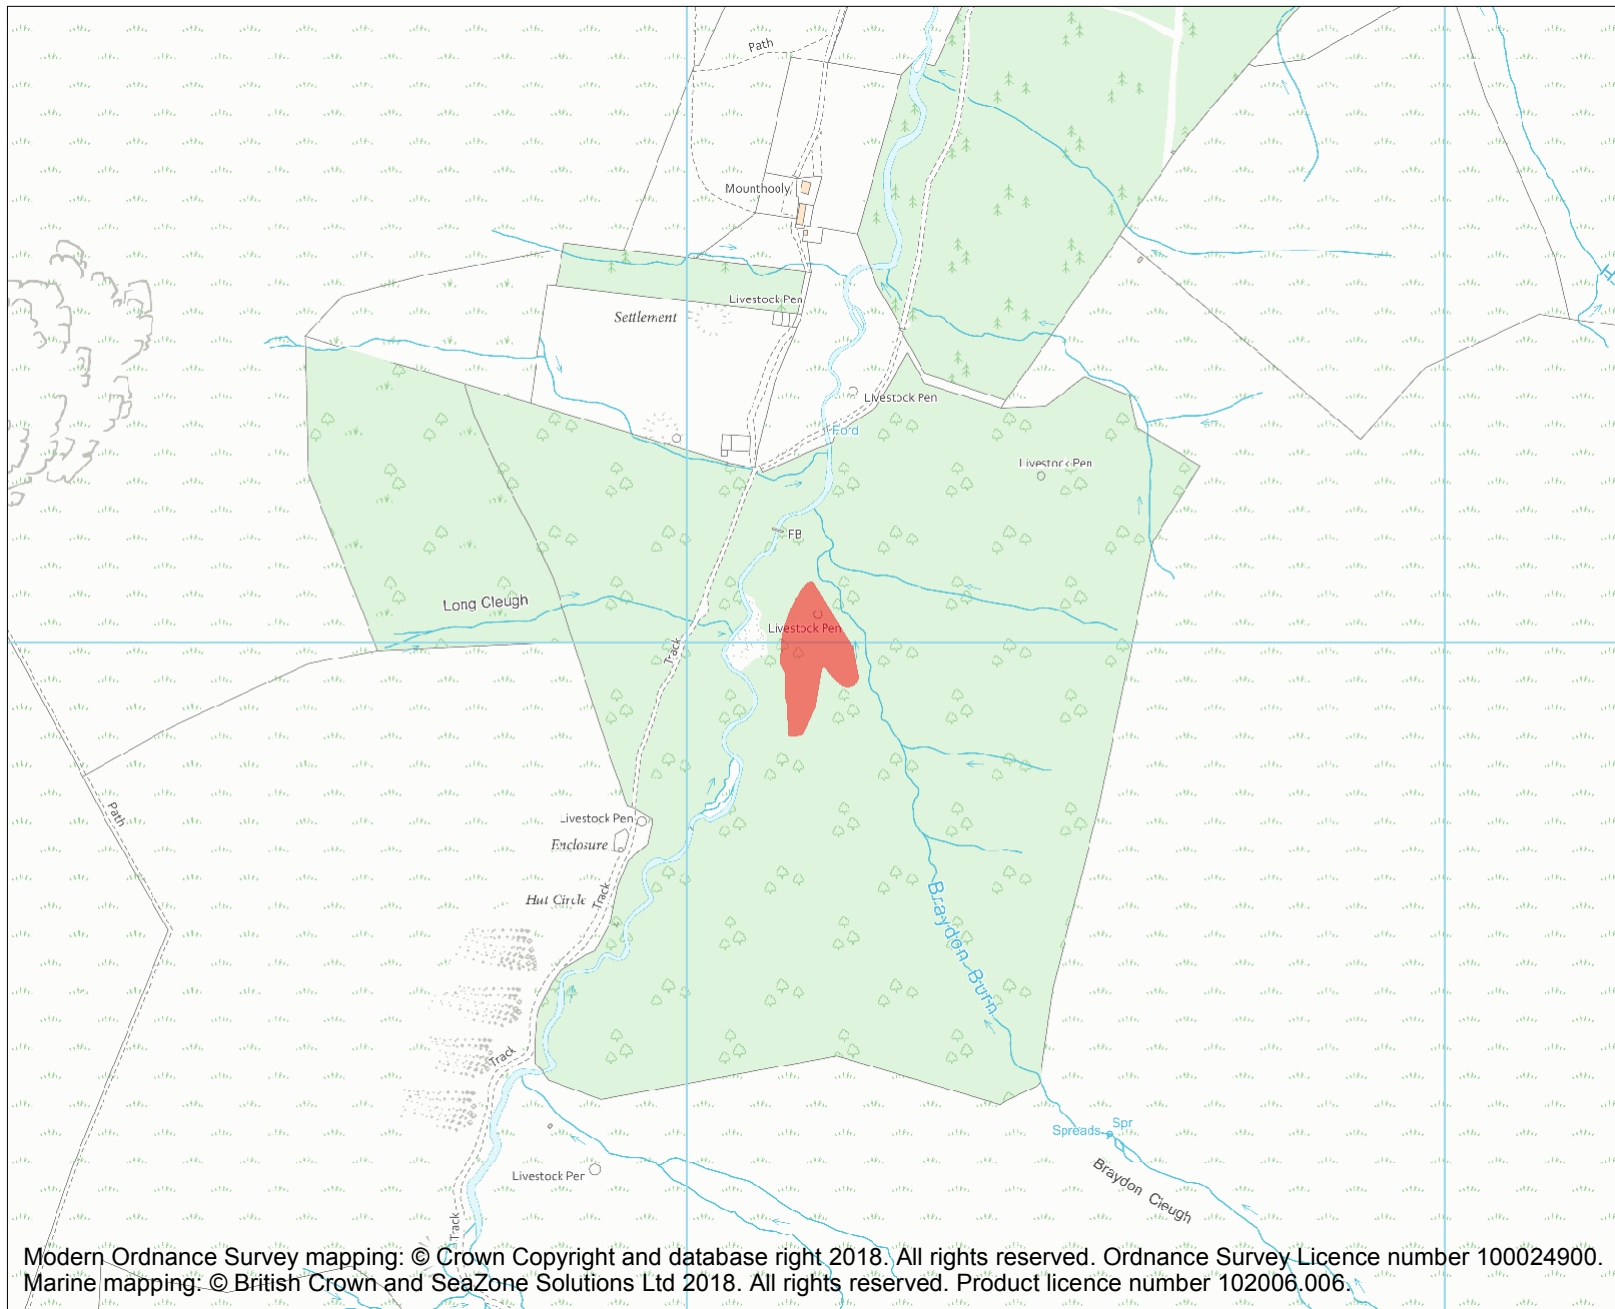 Path
Mounthooly
Livestock Pen
Settlement
Livestock Pen
Ford
Livestock Pen
FB
Long Cleugh
Livestock Pen
Track
Path
Livestock Pen
Enclosure
Track
Hut Circle
Braydon Burn
Track
Spr
Spreads
Braydon Cleugh
Livestock Pen
Track
Modern Ordnance Survey mapping: © Crown Copyright and database right 2018. All rights reserved. Ordnance Survey Licence number 100024900.
Marine mapping: © British Crown and SeaZone Solutions Ltd 2018. All rights reserved. Product licence number 102006.006.